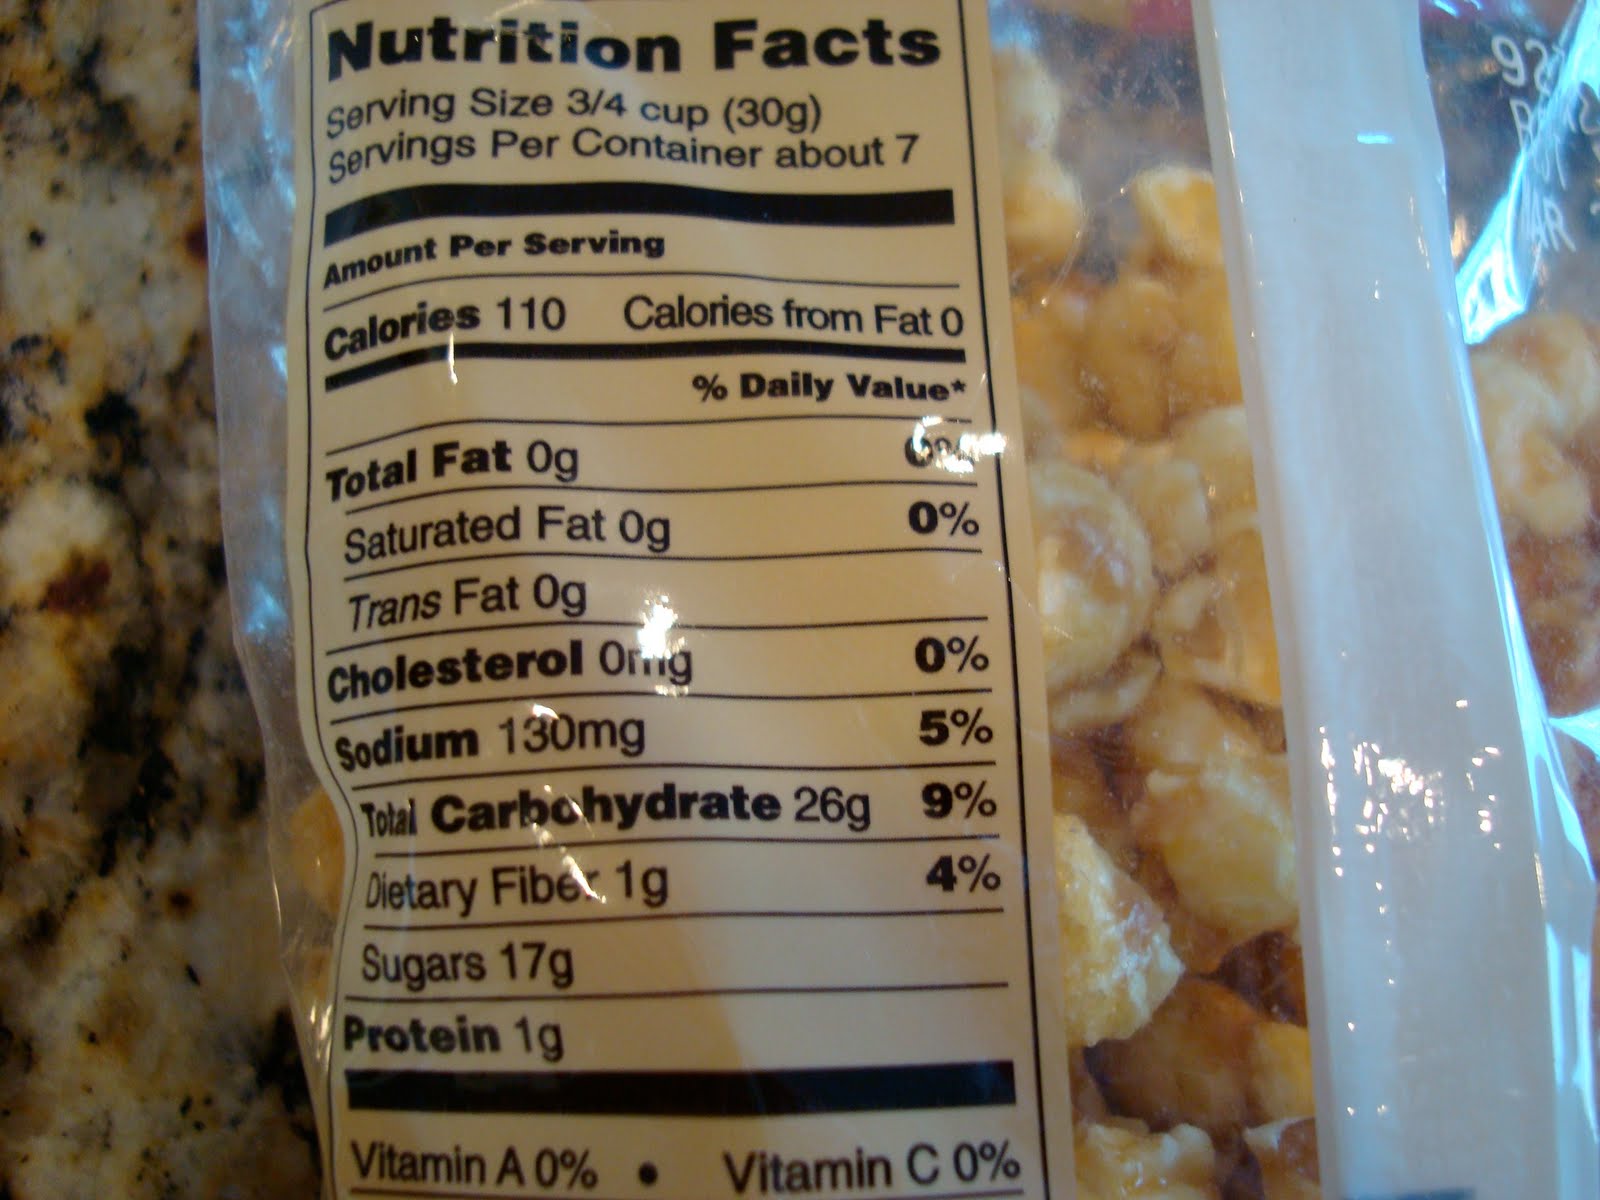 Nutrition Facts
Serving Size 3/4 cup (30g)
Servings Per Container about 7
Amount Per Serving
Calories 110 Calories from Fat 0
% Daily Value*
Total Fat 0g 0%
Saturated Fat 0g 0%
Trans Fat 0g
Cholesterol 0mg 0%
Sodium 130mg 5%
Total Carbohydrate 26g 9%
Dietary Fiber 1g 4%
Sugars 17g
Protein 1g
Vitamin A 0% • Vitamin C 0%